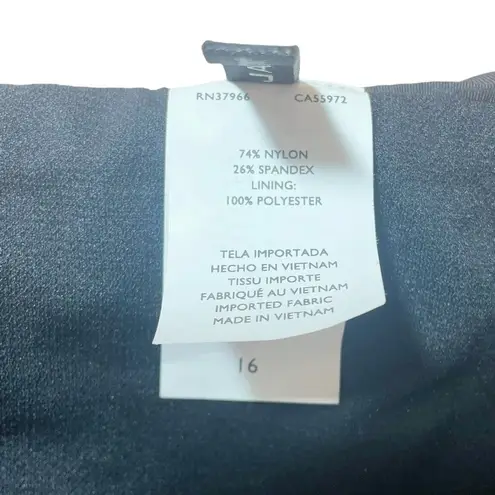 JA
RN37966 CA55972
74% NYLON
26% SPANDEX
LINING:
100% POLYESTER
TELA IMPORTADA
HECHO EN VIETNAM
TISSU IMPORTE
FABRIQUÉ AU VIETNAM
IMPORTED FABRIC
MADE IN VIETNAM
16